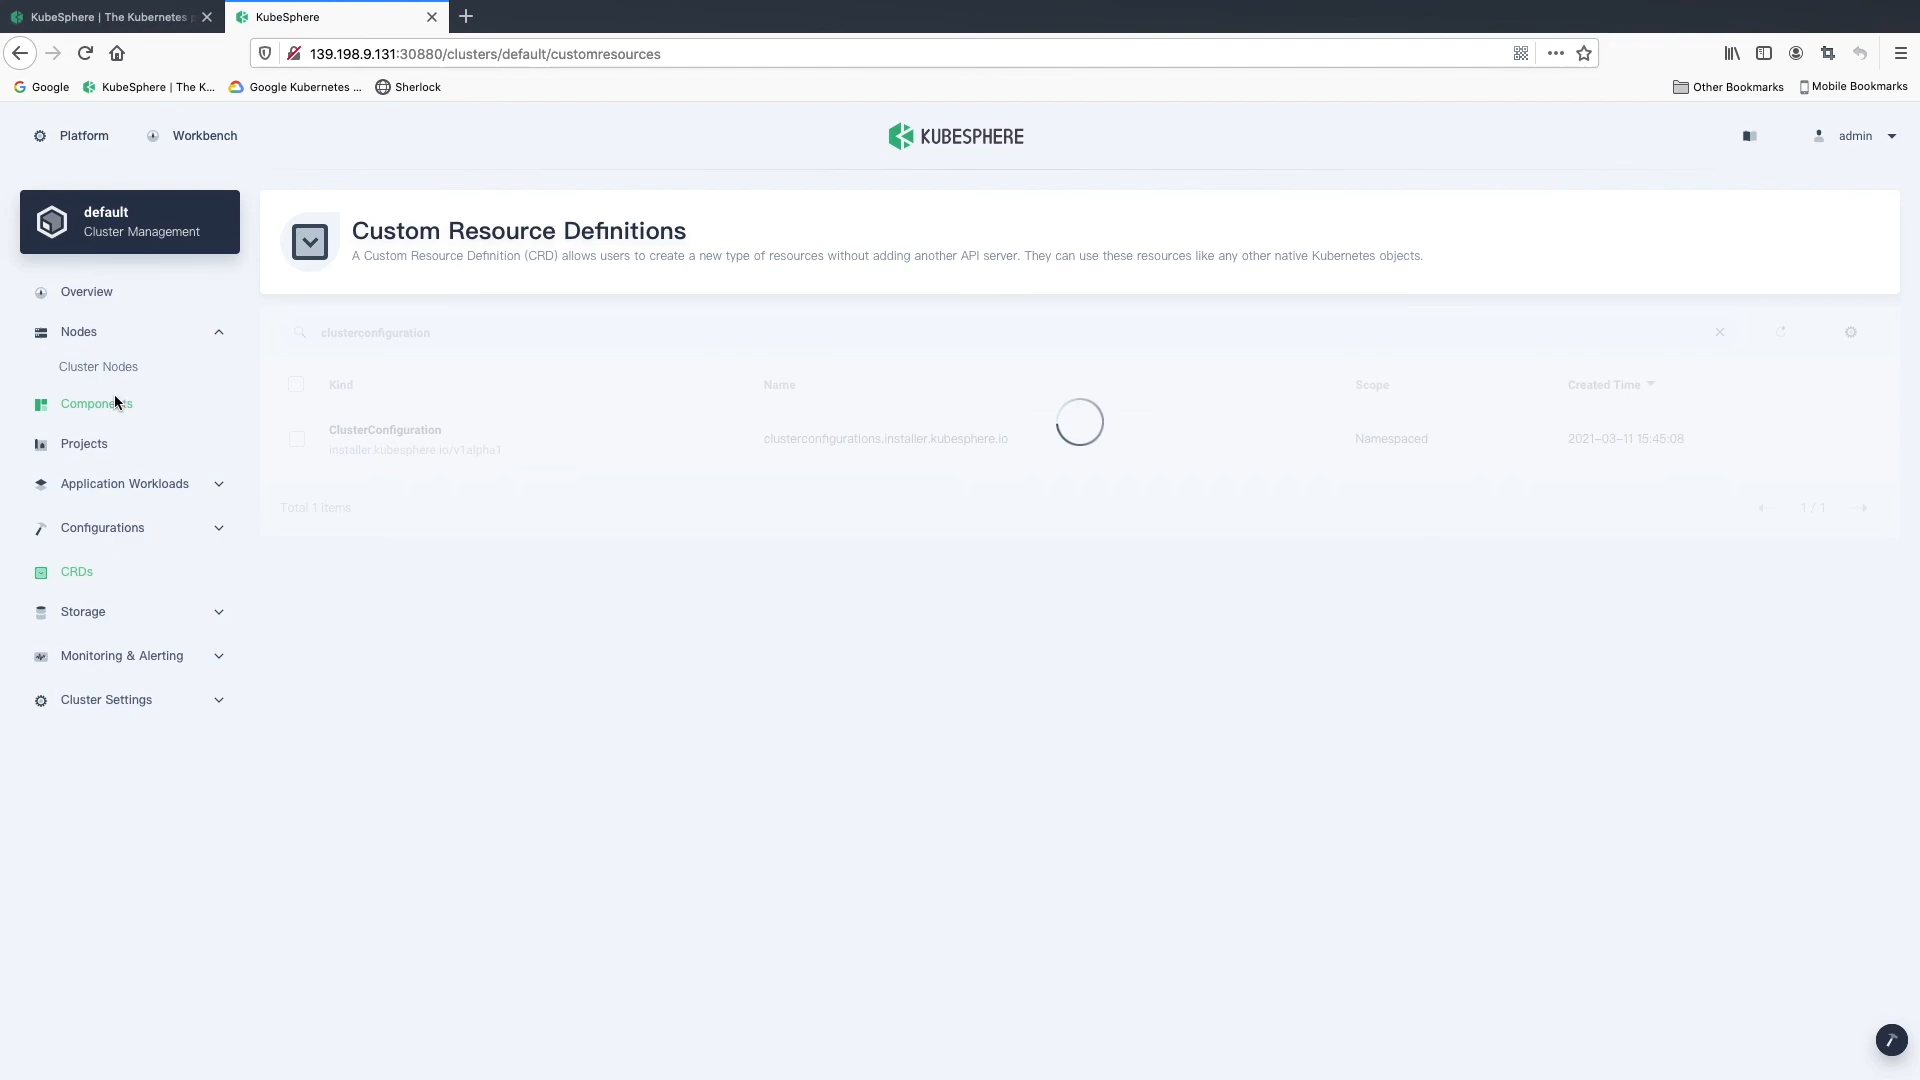 KubeSphere | The Kubernetes p
KubeSphere
139.198.9.131:30880/clusters/default/customresources
Google
KubeSphere | The K...
Google Kubernetes ...
Sherlock
Other Bookmarks
Mobile Bookmarks
Platform
Workbench
KUBESPHERE
admin
default
Cluster Management
Overview
Nodes
Cluster Nodes
Components
Projects
Application Workloads
Configurations
CRDs
Storage
Monitoring & Alerting
Cluster Settings
Custom Resource Definitions
A Custom Resource Definition (CRD) allows users to create a new type of resources without adding another API server. They can use these resources like any other native Kubernetes objects.
clusterconfiguration
Kind Name Scope Created Time
ClusterConfiguration
installer.kubesphere.io/v1alpha1
clusterconfigurations.installer.kubesphere.io Namespaced 2021-03-11 15:45:08
Total 1 items
1 / 1